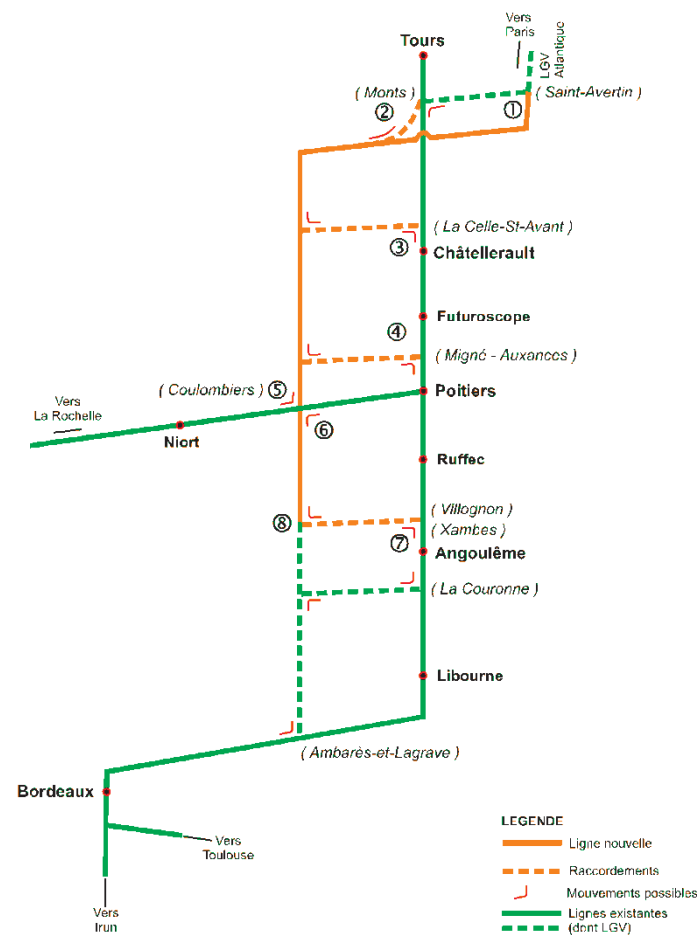 Vers
Paris
LGV
Atlantique
Tours
( Monts )
②
①
( Saint-Avertin )
( La Celle-St-Avant )
③
Châtellerault
Futuroscope
④
( Migné - Auxances )
( Coulombiers )
⑤
Poitiers
Vers
La Rochelle
⑥
Niort
Ruffec
( Villognon )
⑧
( Xambes )
⑦
Angoulême
( La Couronne )
Libourne
( Ambarès-et-Lagrave )
Bordeaux
Vers
Toulouse
Vers
Irun
LEGENDE
Ligne nouvelle
Raccordements
Mouvements possibles
Lignes existantes
(dont LGV)